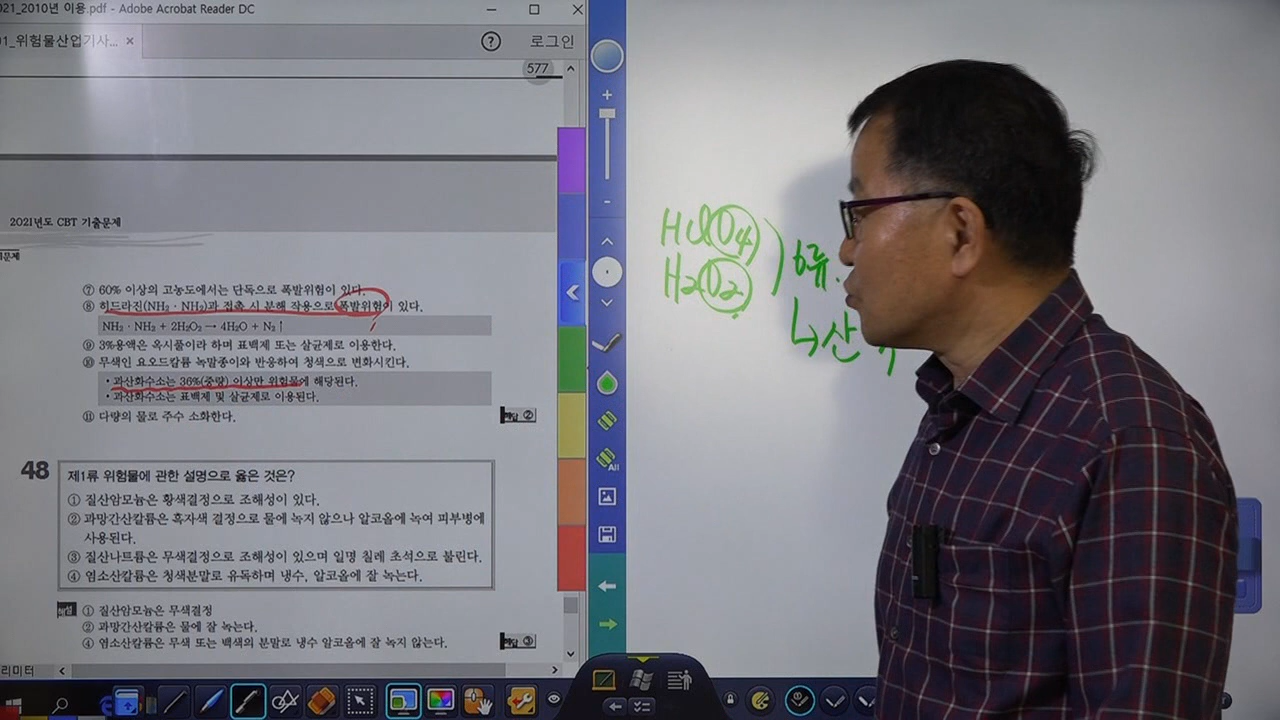 021_2010년 이용.pdf - Adobe Acrobat Reader DC
01_위험물산업기사... ×
? 로그인
577
2021년도 CBT 기출문제
문제
⑦ 60% 이상의 고농도에서는 단독으로 폭발위험이 있다.
⑧ 히드라진(NH₂ · NH₂)과 접촉 시 분해 작용으로 폭발위험이 있다.
NH₂ · NH₂ + 2H₂O₂ → 4H₂O + N₂↑
⑨ 3%용액은 옥시풀이라 하며 표백제 또는 살균제로 이용한다.
⑩ 무색인 요오드칼륨 녹말종이와 반응하여 청색으로 변화시킨다.
• 과산화수소는 36%(중량) 이상만 위험물에 해당된다.
• 과산화수소는 표백제 및 살균제로 이용된다.
⑪ 다량의 물로 주수 소화한다.
해답 ②
48 제1류 위험물에 관한 설명으로 옳은 것은?
① 질산암모늄은 황색결정으로 조해성이 있다.
② 과망간산칼륨은 흑자색 결정으로 물에 녹지 않으나 알코올에 녹여 피부병에
사용된다.
③ 질산나트륨은 무색결정으로 조해성이 있으며 일명 칠레 초석으로 불린다.
④ 염소산칼륨은 청색분말로 유독하며 냉수, 알코올에 잘 녹는다.
해설 ① 질산암모늄은 무색결정
② 과망간산칼륨은 물에 잘 녹는다.
④ 염소산칼륨은 무색 또는 백색의 분말로 냉수 알코올에 잘 녹지 않는다.
해답 ③
리미터
All
HClO₄
H₂O₂
6류.
↳산